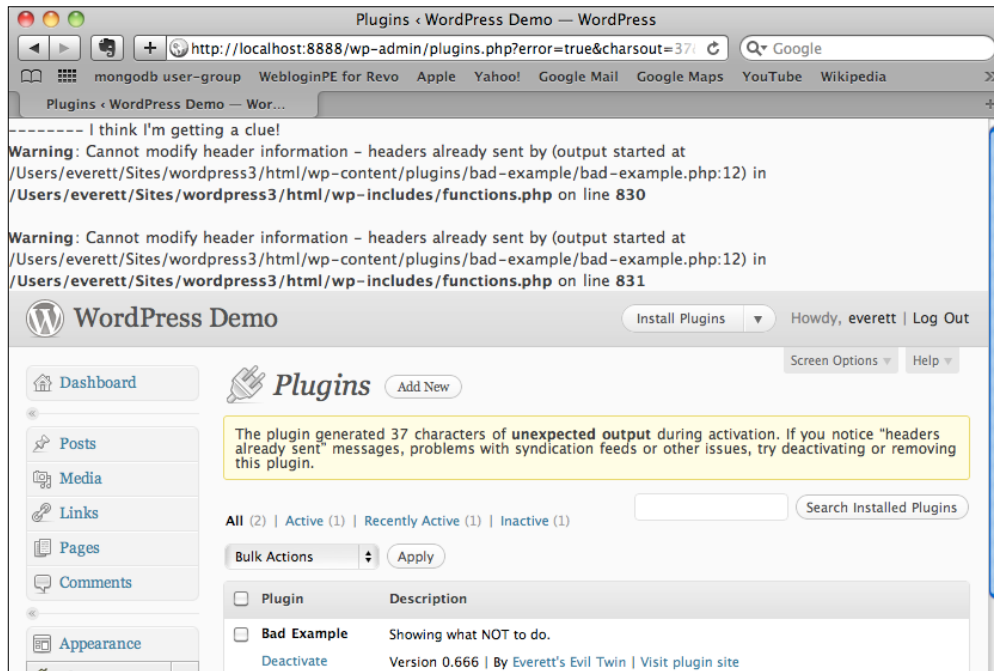 Plugins ‹ WordPress Demo — WordPress
http://localhost:8888/wp-admin/plugins.php?error=true&charsout=37
Google
mongodb user-group WebloginPE for Revo Apple Yahoo! Google Mail Google Maps YouTube Wikipedia
Plugins ‹ WordPress Demo — Wor...
-------- I think I'm getting a clue!
Warning: Cannot modify header information - headers already sent by (output started at
/Users/everett/Sites/wordpress3/html/wp-content/plugins/bad-example/bad-example.php:12) in
/Users/everett/Sites/wordpress3/html/wp-includes/functions.php on line 830
Warning: Cannot modify header information - headers already sent by (output started at
/Users/everett/Sites/wordpress3/html/wp-content/plugins/bad-example/bad-example.php:12) in
/Users/everett/Sites/wordpress3/html/wp-includes/functions.php on line 831
WordPress Demo
Install Plugins
Howdy, everett | Log Out
Screen Options
Help
Dashboard
Posts
Media
Links
Pages
Comments
Appearance
Plugins
Add New
The plugin generated 37 characters of unexpected output during activation. If you notice "headers
already sent" messages, problems with syndication feeds or other issues, try deactivating or removing
this plugin.
Search Installed Plugins
All (2) | Active (1) | Recently Active (1) | Inactive (1)
Bulk Actions
Apply
Plugin Description
Bad Example Showing what NOT to do.
Deactivate Version 0.666 | By Everett's Evil Twin | Visit plugin site